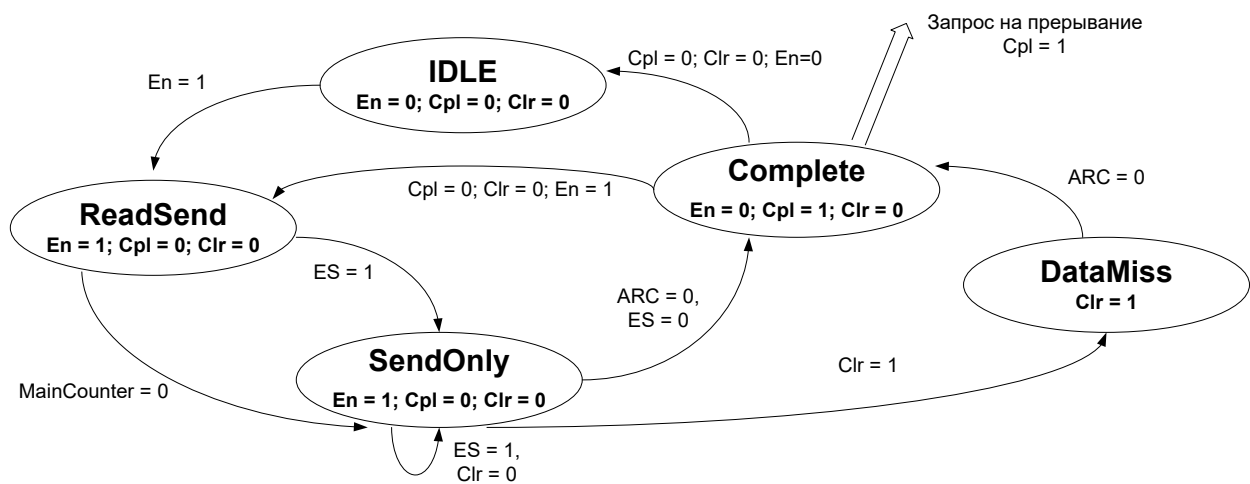 Запрос на прерывание
Cpl = 1
IDLE
En = 0; Cpl = 0; Clr = 0
Cpl = 0; Clr = 0; En=0
En = 1
Complete
En = 0; Cpl = 1; Clr = 0
ARC = 0
Cpl = 0; Clr = 0; En = 1
ReadSend
En = 1; Cpl = 0; Clr = 0
ES = 1
DataMiss
Clr = 1
ARC = 0,
ES = 0
SendOnly
En = 1; Cpl = 0; Clr = 0
Clr = 1
MainCounter = 0
ES = 1,
Clr = 0